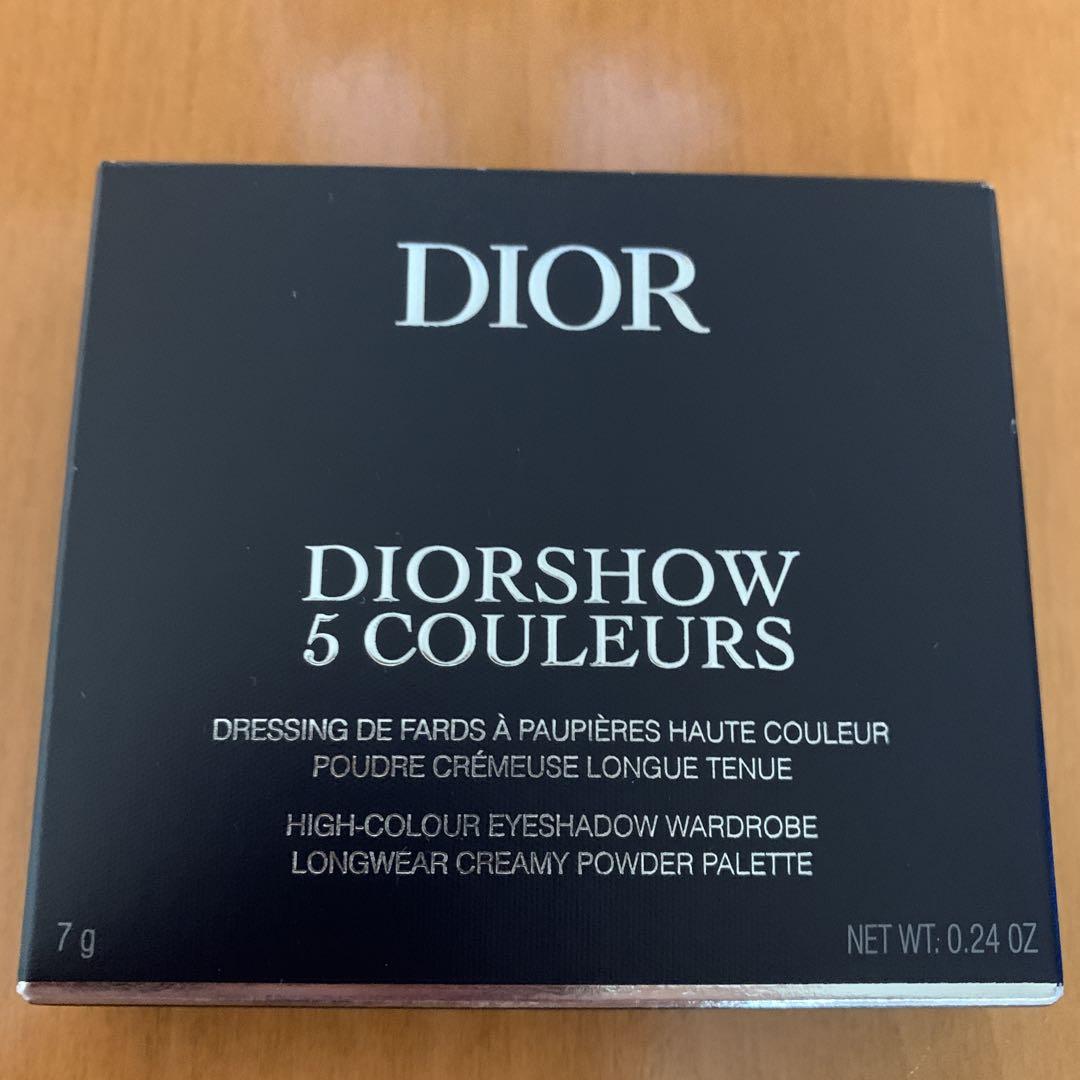 DIOR
DIORSHOW
5 COULEURS
DRESSING DE FARDS À PAUPIÈRES HAUTE COULEUR
POUDRE CRÉMEUSE LONGUE TENUE
HIGH-COLOUR EYESHADOW WARDROBE
LONGWEAR CREAMY POWDER PALETTE
7 g
NET WT: 0.24 OZ